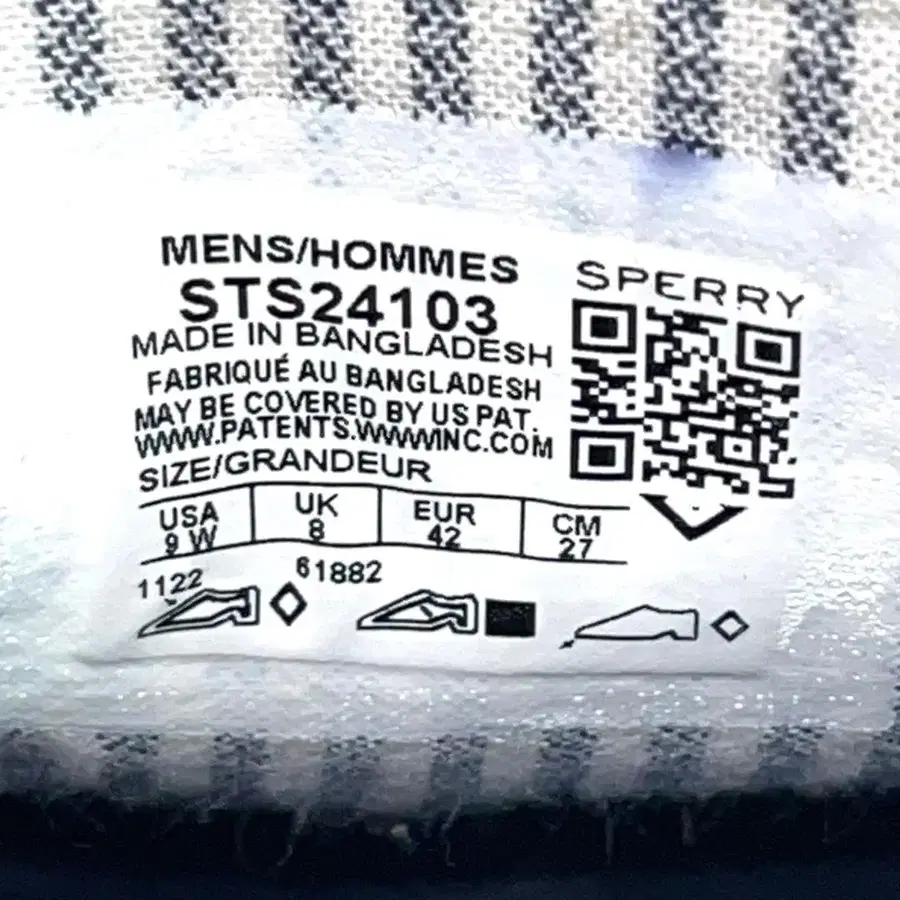 MENS/HOMMES
STS24103
MADE IN BANGLADESH
FABRIQUÉ AU BANGLADESH
MAY BE COVERED BY US PAT.
WWW.PATENTS.WWWINC.COM
SIZE/GRANDEUR
USA UK EUR CM
9 W 8 42 27
1122 61882
SPERRY